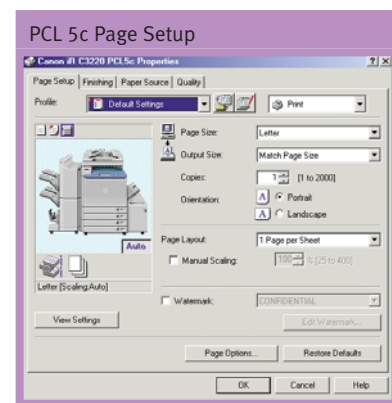 PCL 5c Page Setup
Canon iR C3220 PCL5c Properties
Page Setup Finishing Paper Source Quality
Profile: Default Settings Print
Page Size: Letter
Output Size: Match Page Size
Copies: 1 [1 to 2000]
Orientation: A Portrait
A Landscape
Auto
Page Layout: 1 Page per Sheet
Manual Scaling: 100 % [25 to 400]
Letter [Scaling:Auto]
Watermark: CONFIDENTIAL
View Settings Edit Watermark...
Page Options... Restore Defaults
OK Cancel Help